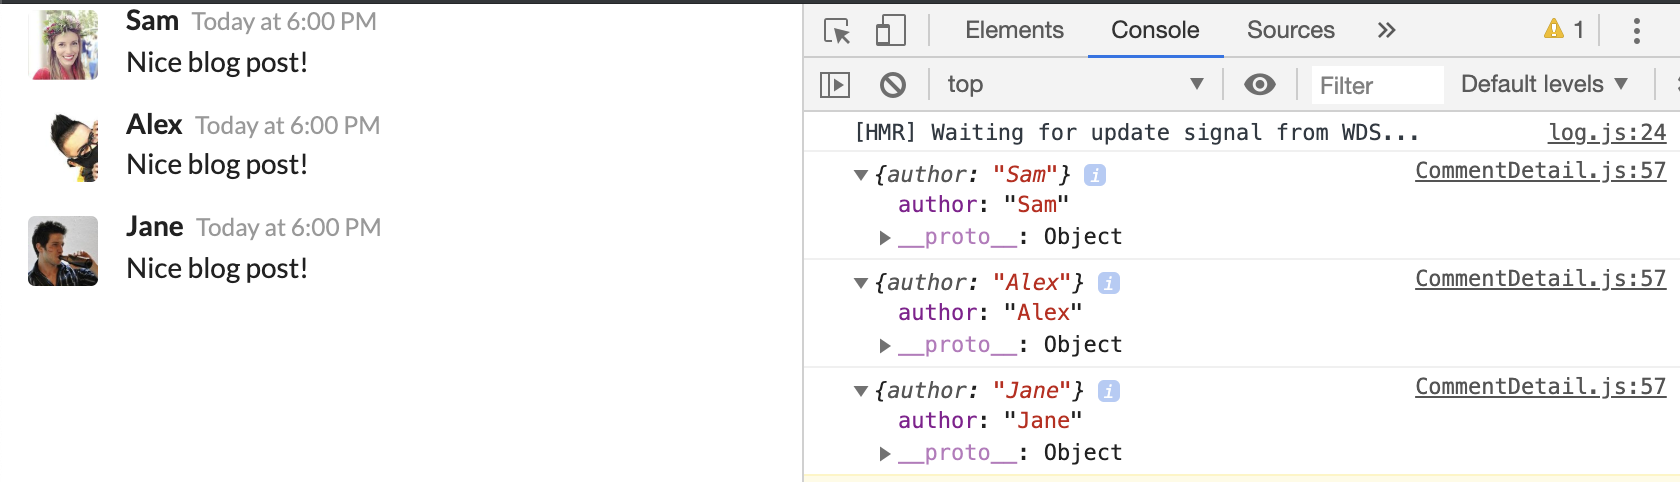 Sam Today at 6:00 PM
Nice blog post!
Alex Today at 6:00 PM
Nice blog post!
Jane Today at 6:00 PM
Nice blog post!
Elements Console Sources » 1
top Filter Default levels
[HMR] Waiting for update signal from WDS... log.js:24
{author: "Sam"} i CommentDetail.js:57
author: "Sam"
__proto__: Object
{author: "Alex"} i CommentDetail.js:57
author: "Alex"
__proto__: Object
{author: "Jane"} i CommentDetail.js:57
author: "Jane"
__proto__: Object